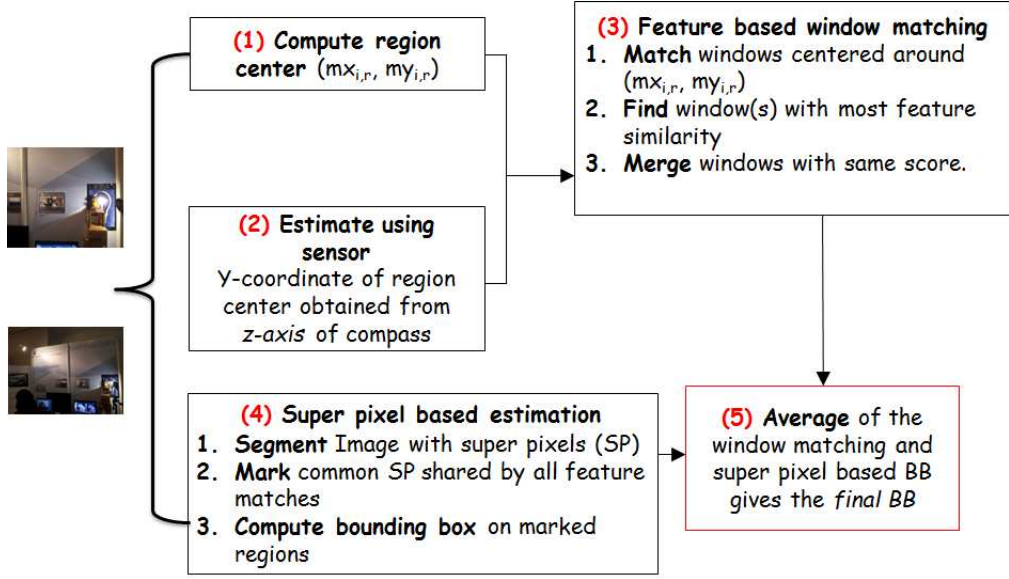 (1) Compute region
center (mxi,r, myi,r)
(2) Estimate using
sensor
Y-coordinate of region
center obtained from
z-axis of compass
(3) Feature based window matching
1. Match windows centered around
(mxi,r, myi,r)
2. Find window(s) with most feature
similarity
3. Merge windows with same score.
(4) Super pixel based estimation
1. Segment Image with super pixels (SP)
2. Mark common SP shared by all feature
matches
3. Compute bounding box on marked
regions
(5) Average of the
window matching and
super pixel based BB
gives the final BB